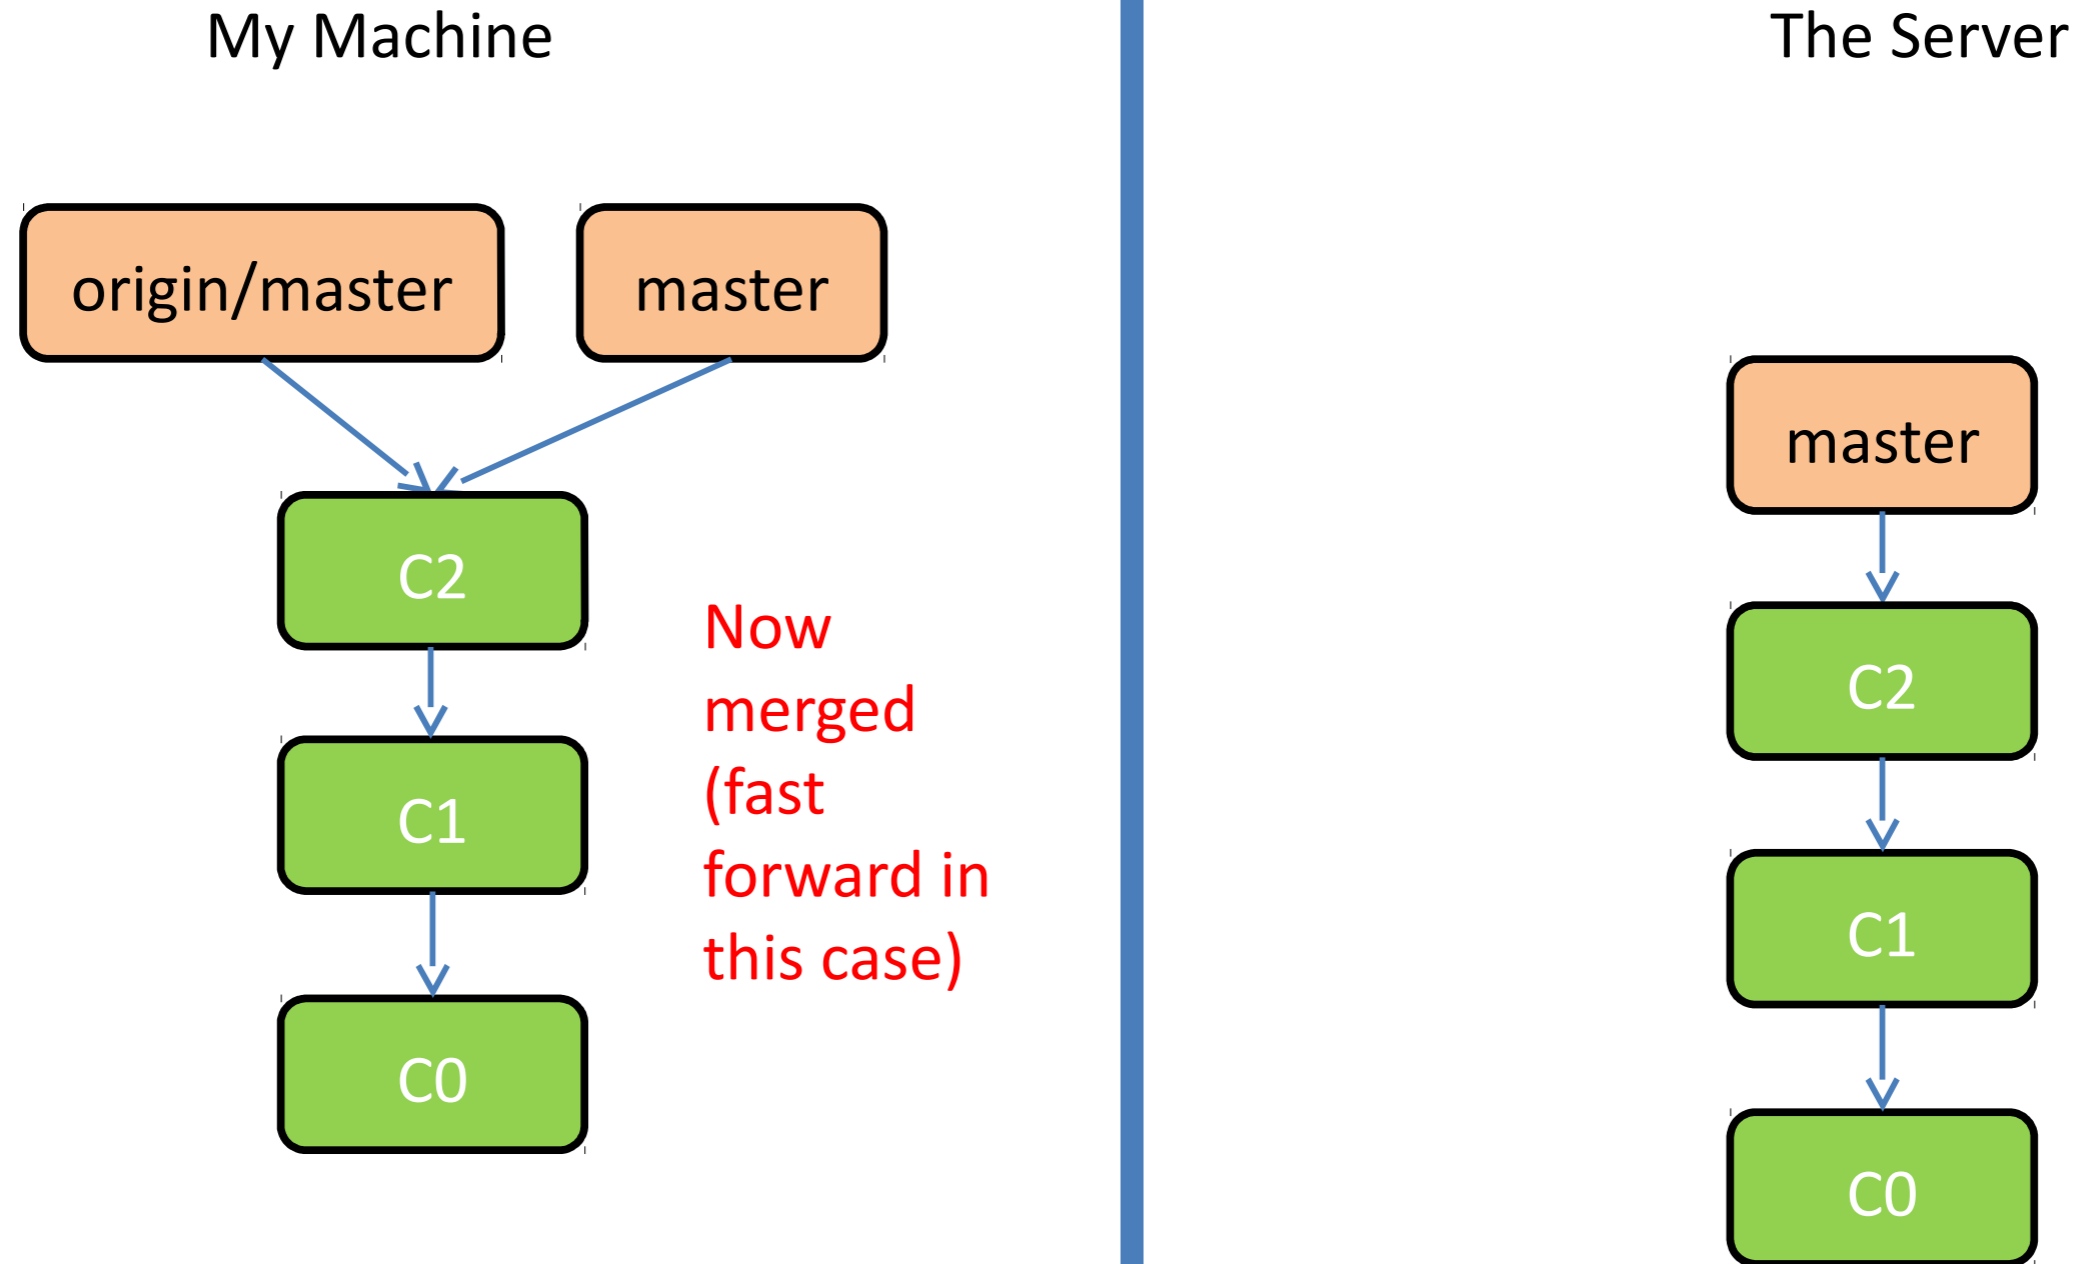 My Machine
The Server
origin/master
master
master
C2
Now
merged
(fast
forward in
this case)
C1
C0
C2
C1
C0